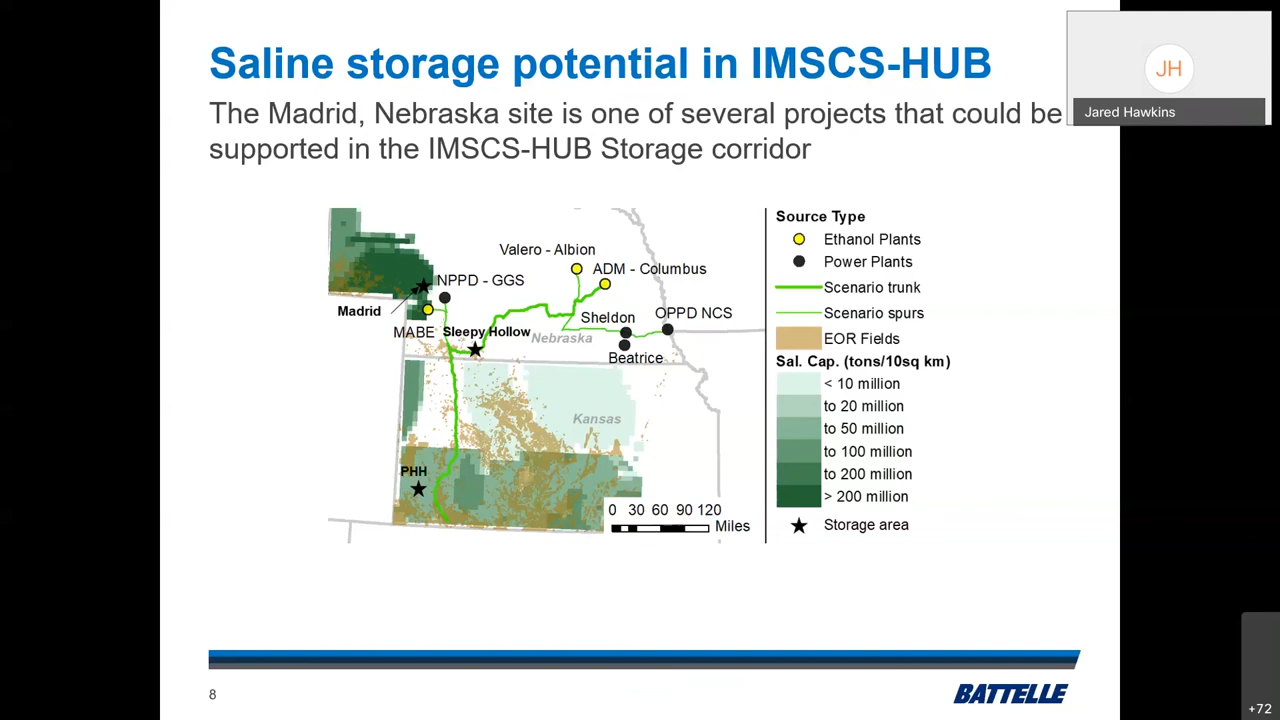 Saline storage potential in IMSCS-HUB
JH
Jared Hawkins
The Madrid, Nebraska site is one of several projects that could be
supported in the IMSCS-HUB Storage corridor
Valero - Albion
ADM - Columbus
NPPD - GGS
Madrid
MABE
Sleepy Hollow
Nebraska
Sheldon
OPPD NCS
Beatrice
Kansas
PHH
0 30 60 90 120
Miles
Source Type
Ethanol Plants
Power Plants
Scenario trunk
Scenario spurs
EOR Fields
Sal. Cap. (tons/10sq km)
< 10 million
to 20 million
to 50 million
to 100 million
to 200 million
> 200 million
Storage area
8
BATTELLE
+72